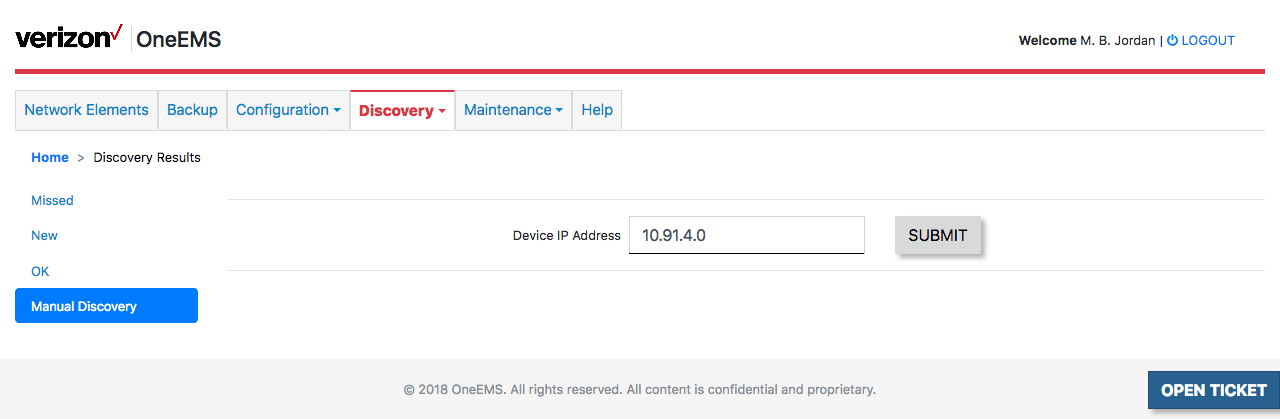 verizon OneEMS
Welcome M. B. Jordan | LOGOUT
Network Elements Backup Configuration Discovery Maintenance Help
Home > Discovery Results
Missed
New
Device IP Address 10.91.4.0 SUBMIT
OK
Manual Discovery
© 2018 OneEMS. All rights reserved. All content is confidential and proprietary.
OPEN TICKET